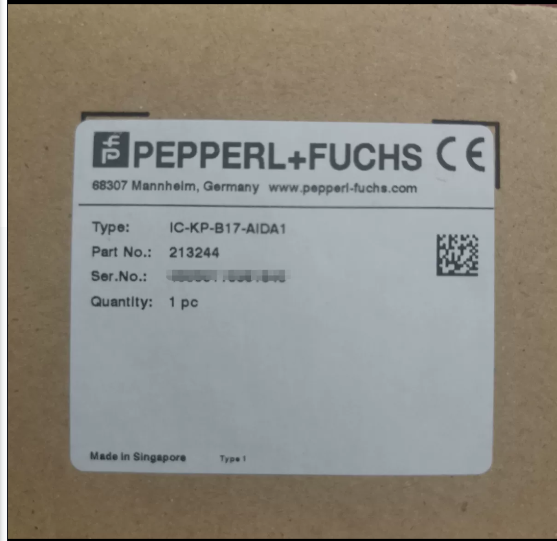 PEPPERL+FUCHS CE
68307 Mannheim, Germany www.pepperl-fuchs.com
Type: IC-KP-B17-AIDA1
Part No.: 213244
Ser.No.:
Quantity: 1 pc
Made in Singapore Type 1